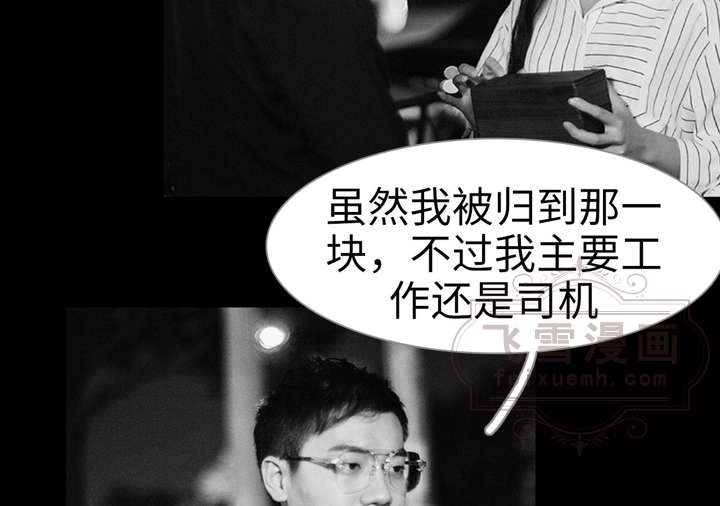 虽然我被归到那一
块，不过我主要工
作还是司机
飞雪漫画
feixuemh.com